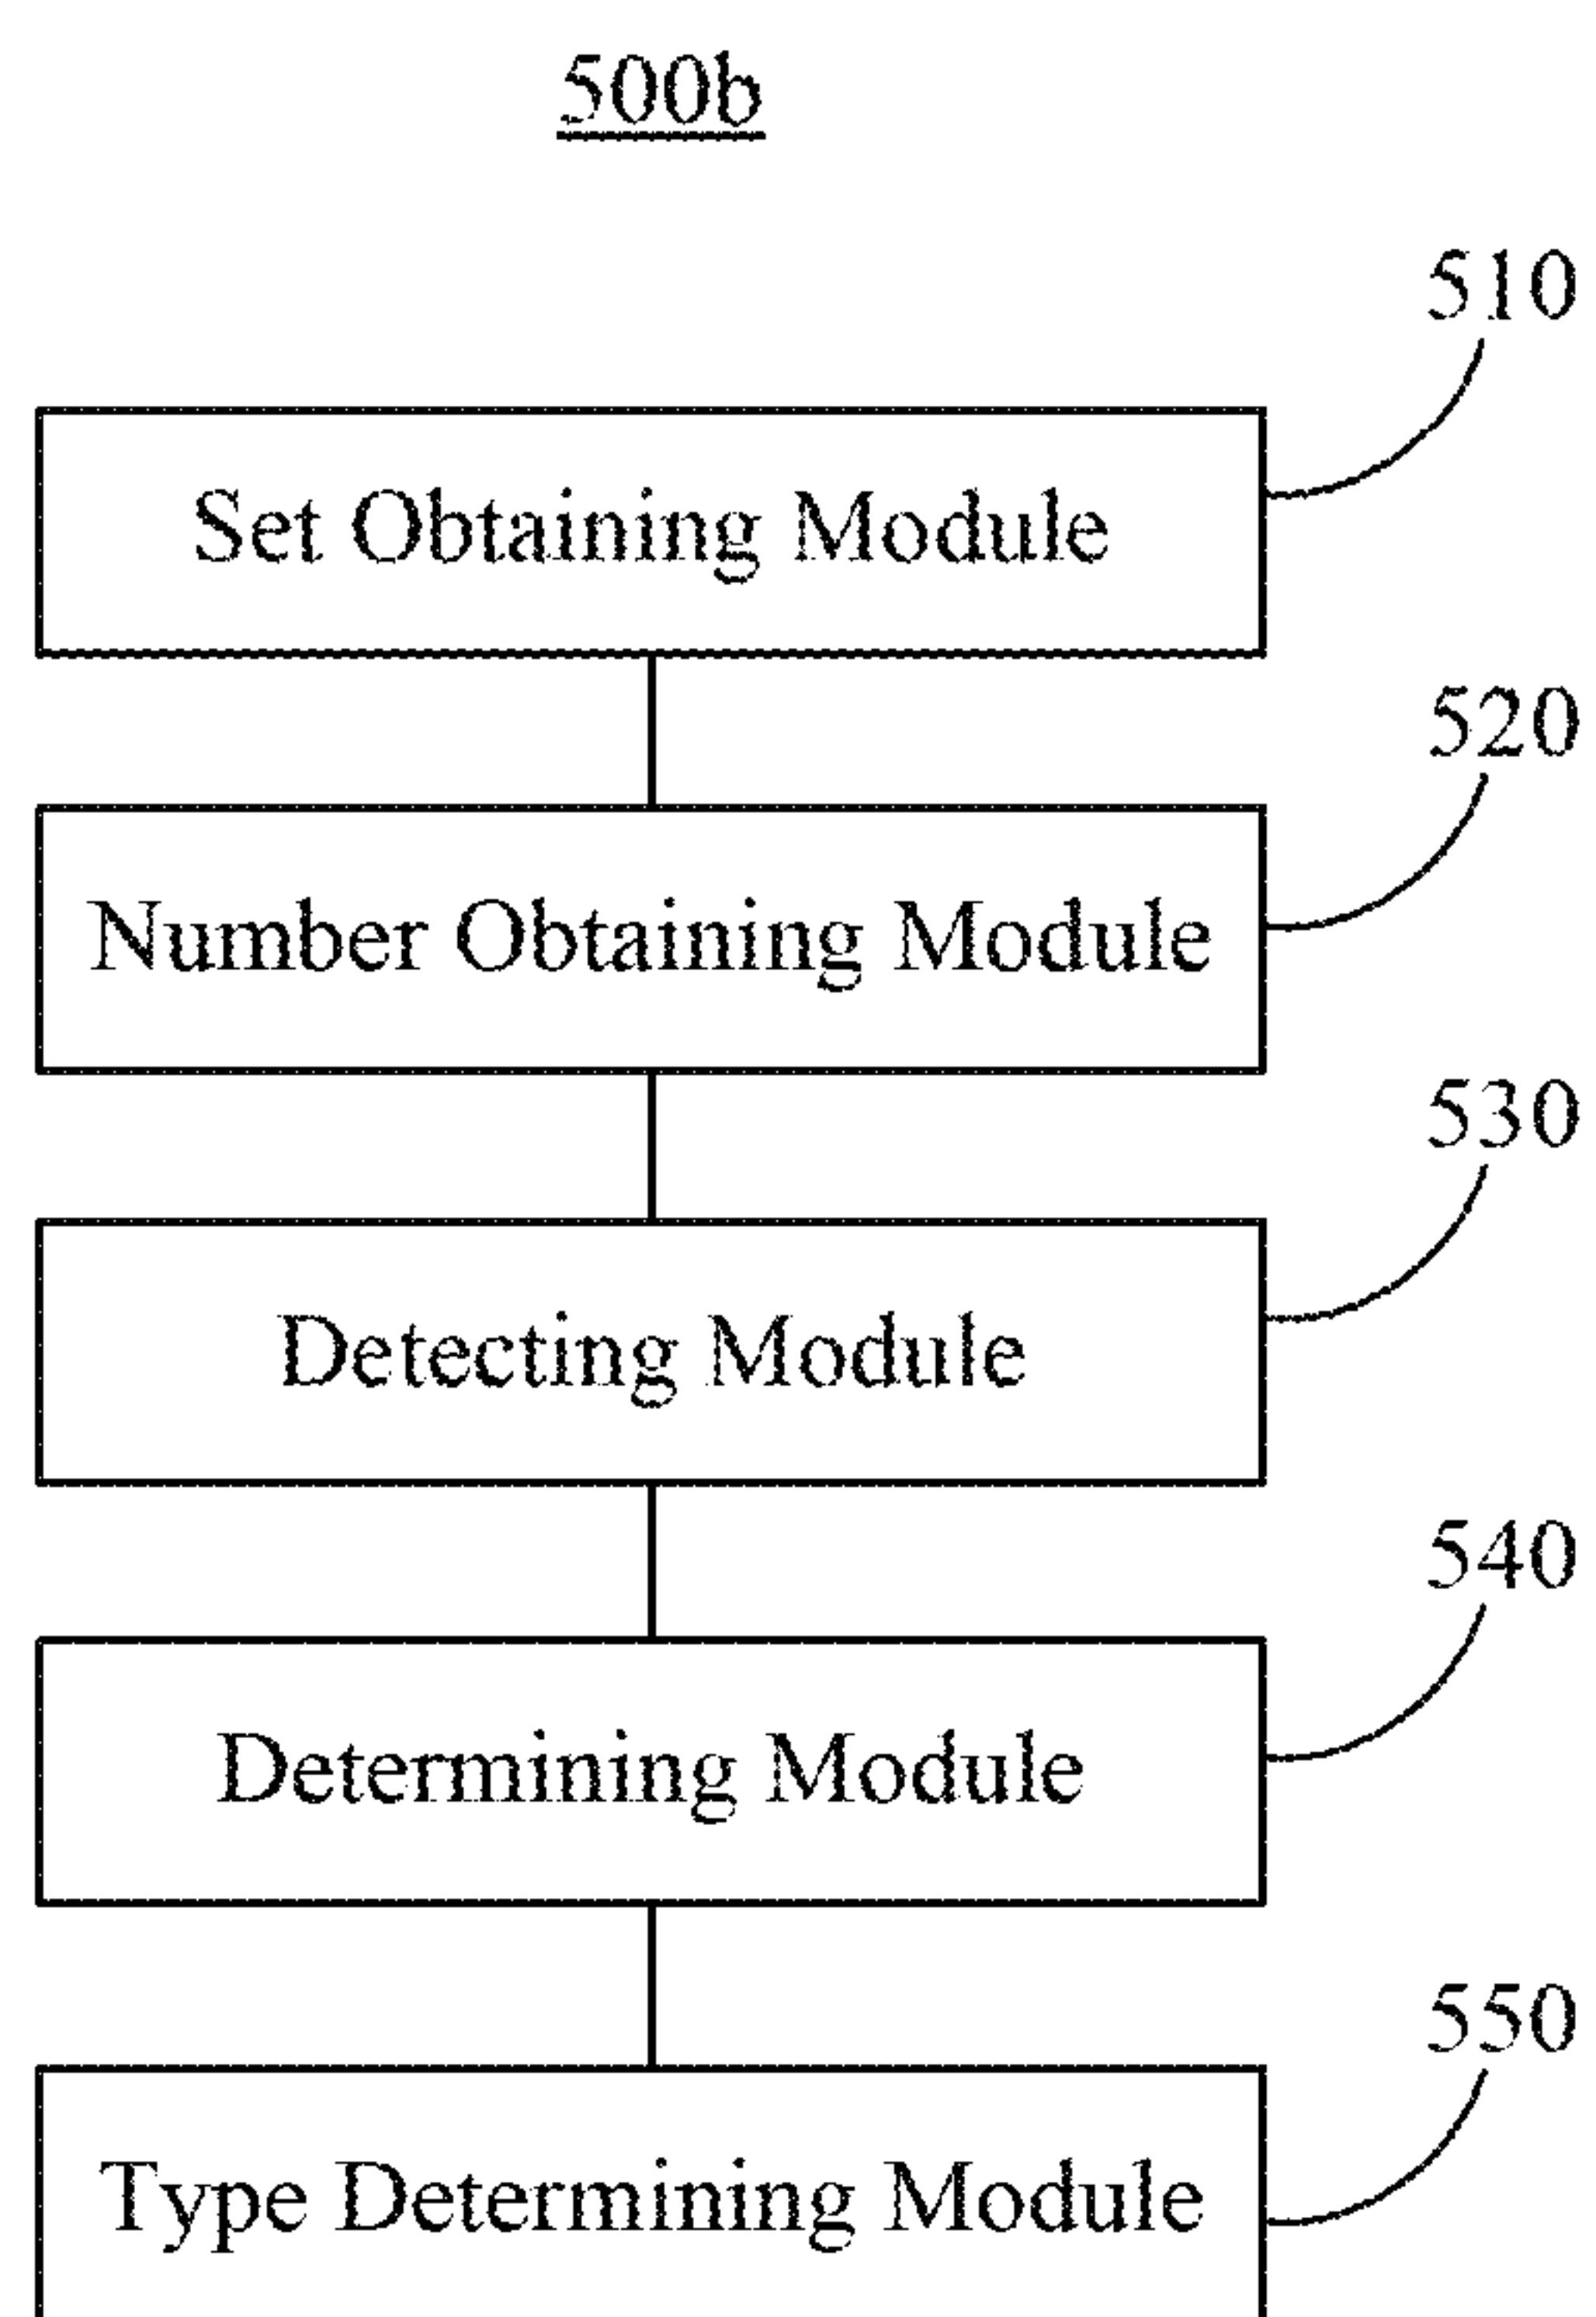 500b
510
Set Obtaining Module
520
Number Obtaining Module
530
Detecting Module
540
Determining Module
550
Type Determining Module